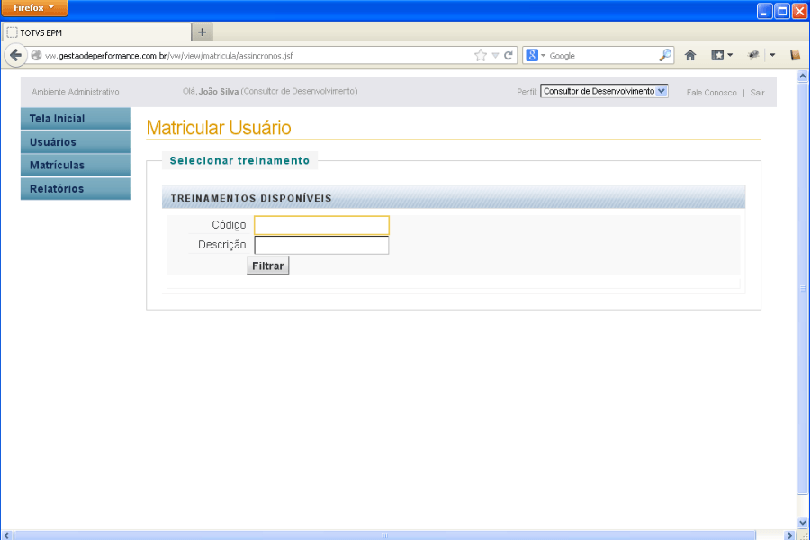 Firefox
TOTVS EPM
vw.gestaodeperformance.com.br/vw/view/matricula/assincronos.jsf
Google
Ambiente Administrativo
Olá, João Silva (Consultor de Desenvolvimento)
Perfil Consultor de Desenvolvimento
Fale Conosco | Sair
Tela Inicial
Usuários
Matrículas
Relatórios
Matricular Usuário
Selecionar treinamento
TREINAMENTOS DISPONÍVEIS
Código
Descrição
Filtrar